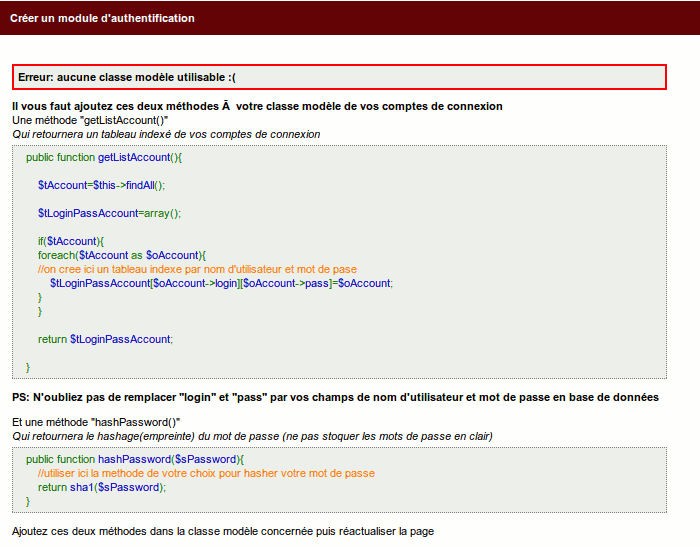 Créer un module d'authentification
Erreur: aucune classe modèle utilisable :(
Il vous faut ajoutez ces deux méthodes Ã votre classe modèle de vos comptes de connexion
Une méthode "getListAccount()"
Qui retournera un tableau indexé de vos comptes de connexion
public function getListAccount(){
$tAccount=$this->findAll();
$tLoginPassAccount=array();
if($tAccount){
foreach($tAccount as $oAccount){
//on cree ici un tableau indexe par nom d'utilisateur et mot de pase
$tLoginPassAccount[$oAccount->login][$oAccount->pass]=$oAccount;
}
}
return $tLoginPassAccount;
}
PS: N'oubliez pas de remplacer "login" et "pass" par vos champs de nom d'utilisateur et mot de passe en base de données
Et une méthode "hashPassword()"
Qui retournera le hashage(empreinte) du mot de passe (ne pas stoquer les mots de passe en clair)
public function hashPassword($sPassword){
//utiliser ici la methode de votre choix pour hasher votre mot de passe
return sha1($sPassword);
}
Ajoutez ces deux méthodes dans la classe modèle concernée puis réactualiser la page